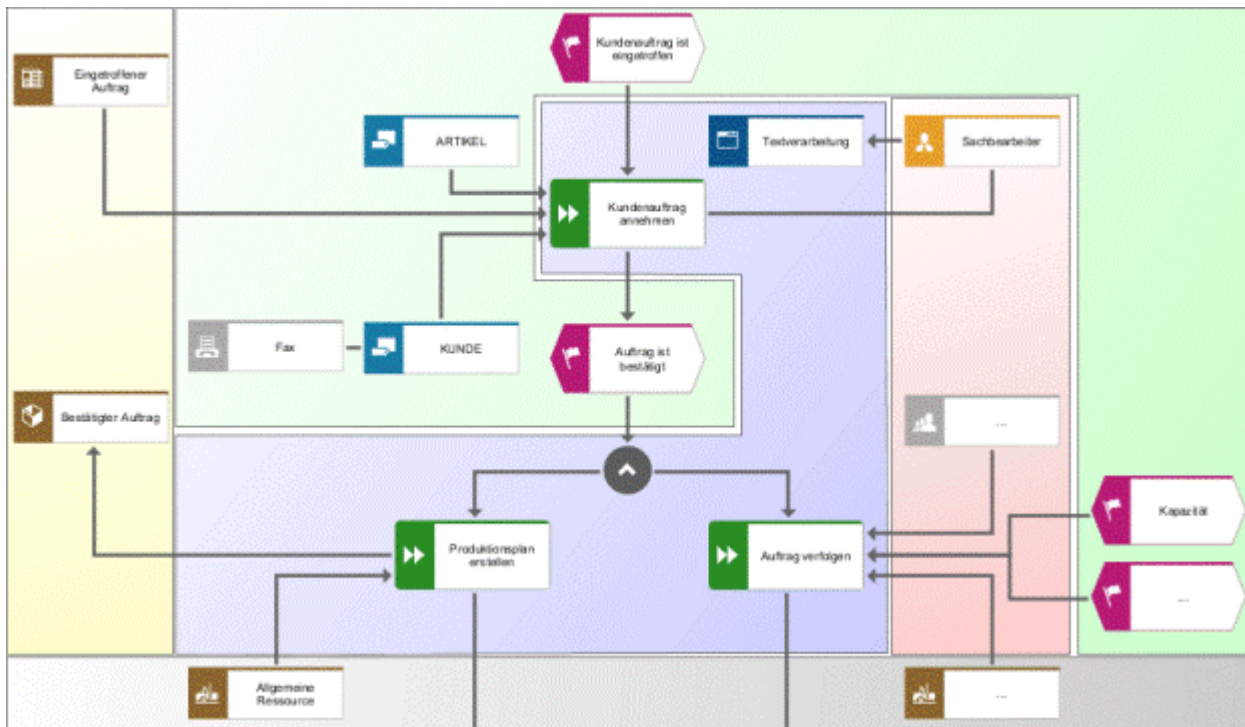 Kundenauftrag ist
eingetroffen
Eingetroffener
Auftrag
ARTIKEL
Textverarbeitung
Sachbearbeiter
Kundenauftrag
annehmen
Fax
KUNDE
Auftrag ist
bestätigt
Bestätigter Auftrag
...
Kapazität
Produktionsplan
erstellen
Auftrag verfolgen
...
Allgemeine
Ressource
...